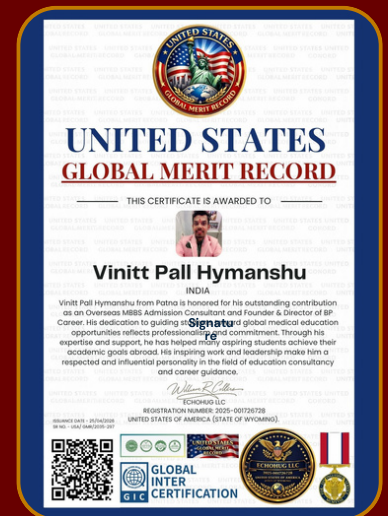 UNITED STATES
GLOBAL MERIT RECORD
UNITED STATES
GLOBAL MERIT RECORD
THIS CERTIFICATE IS AWARDED TO
Vinitt Pall Hymanshu
INDIA
Vinitt Pall Hymanshu from Patna is honored for his outstanding contribution
as an Overseas MBBS Admission Consultant and Founder & Director of BP
Career. His dedication to guiding toward global medical education
Signatu
re
opportunities reflects professionalism and commitment. Through his
expertise and support, he has helped many aspiring students achieve their
academic goals abroad. His inspiring work and leadership make him a
respected and influential personality in the field of education consultancy
and career guidance.
ECHOHUG LLC
REGISTRATION NUMBER: 2025-001726728
UNITED STATES OF AMERICA (STATE OF WYOMING).
UNITED STATES
GLOBAL
INTER
CERTIFICATION
GIC
ECHOHUG LLC